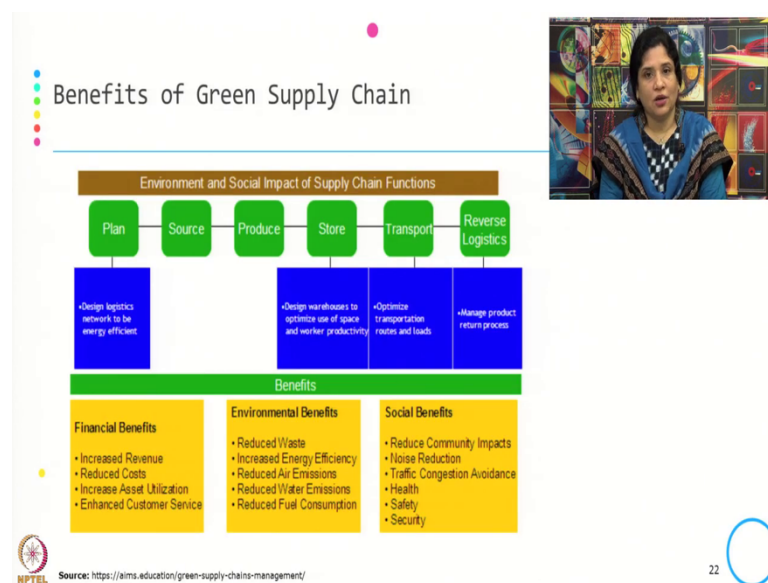 Benefits of Green Supply Chain
Environment and Social Impact of Supply Chain Functions
Plan
Source
Produce
Store
Transport
Reverse
Logistics
•Design logistics
network to be
energy efficient
•Design warehouses to
optimize use of space
and worker productivity
•Optimize
transportation
routes and loads
•Manage product
return process
Benefits
Financial Benefits
• Increased Revenue
• Reduced Costs
• Increase Asset Utilization
• Enhanced Customer Service
Environmental Benefits
• Reduced Waste
• Increased Energy Efficiency
• Reduced Air Emissions
• Reduced Water Emissions
• Reduced Fuel Consumption
Social Benefits
• Reduce Community Impacts
• Noise Reduction
• Traffic Congestion Avoidance
• Health
• Safety
• Security
NPTEL
Source: https://aims.education/green-supply-chains-management/
22